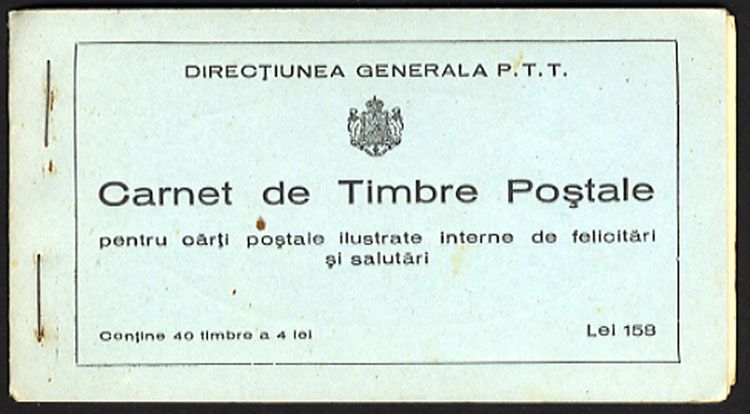 DIRECȚIUNEA GENERALA P.T.T.
Carnet de Timbre Poștale
pentru cărți poștale ilustrate interne de felicitări
și salutări
Conține 40 timbre a 4 lei
Lei 158